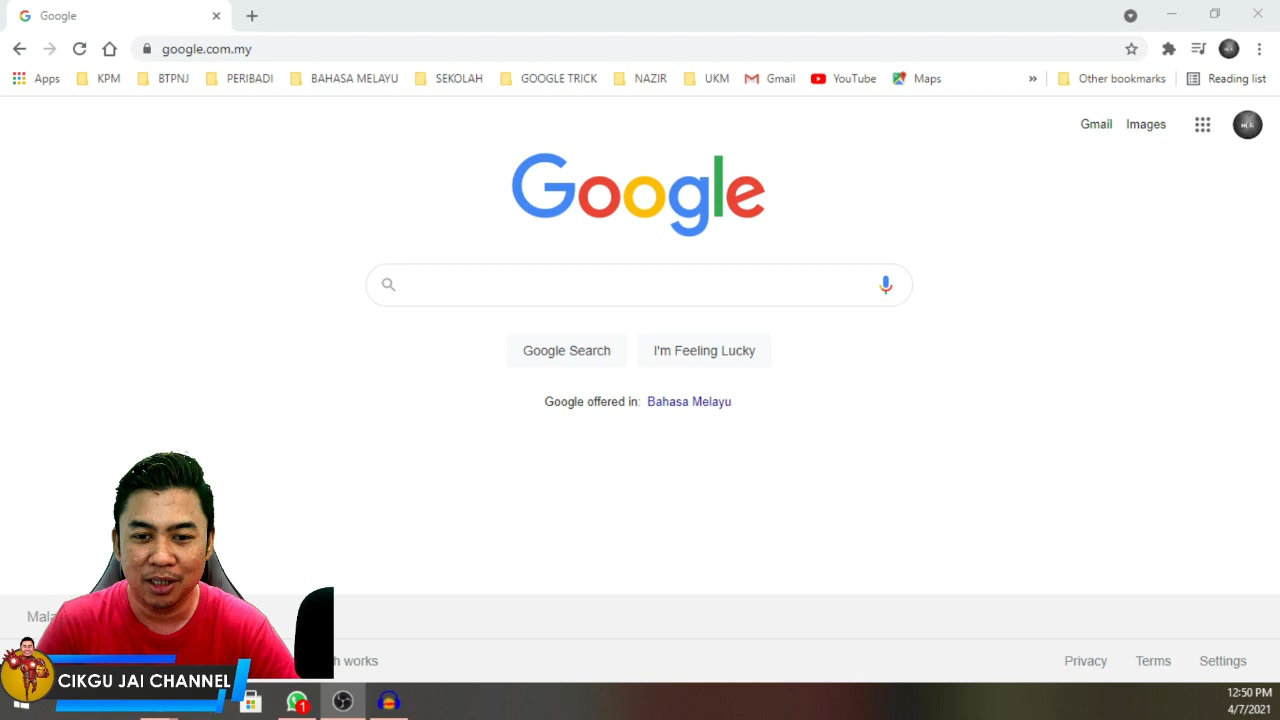 Google
google.com.my
Apps KPM BTPNJ PERIBADI BAHASA MELAYU SEKOLAH GOOGLE TRICK NAZIR UKM Gmail YouTube Maps » Other bookmarks Reading list
Gmail Images
Google
Google Search I'm Feeling Lucky
Google offered in: Bahasa Melayu
works Privacy Terms Settings
CIKGU JAI CHANNEL
1
12:50 PM
4/7/2021